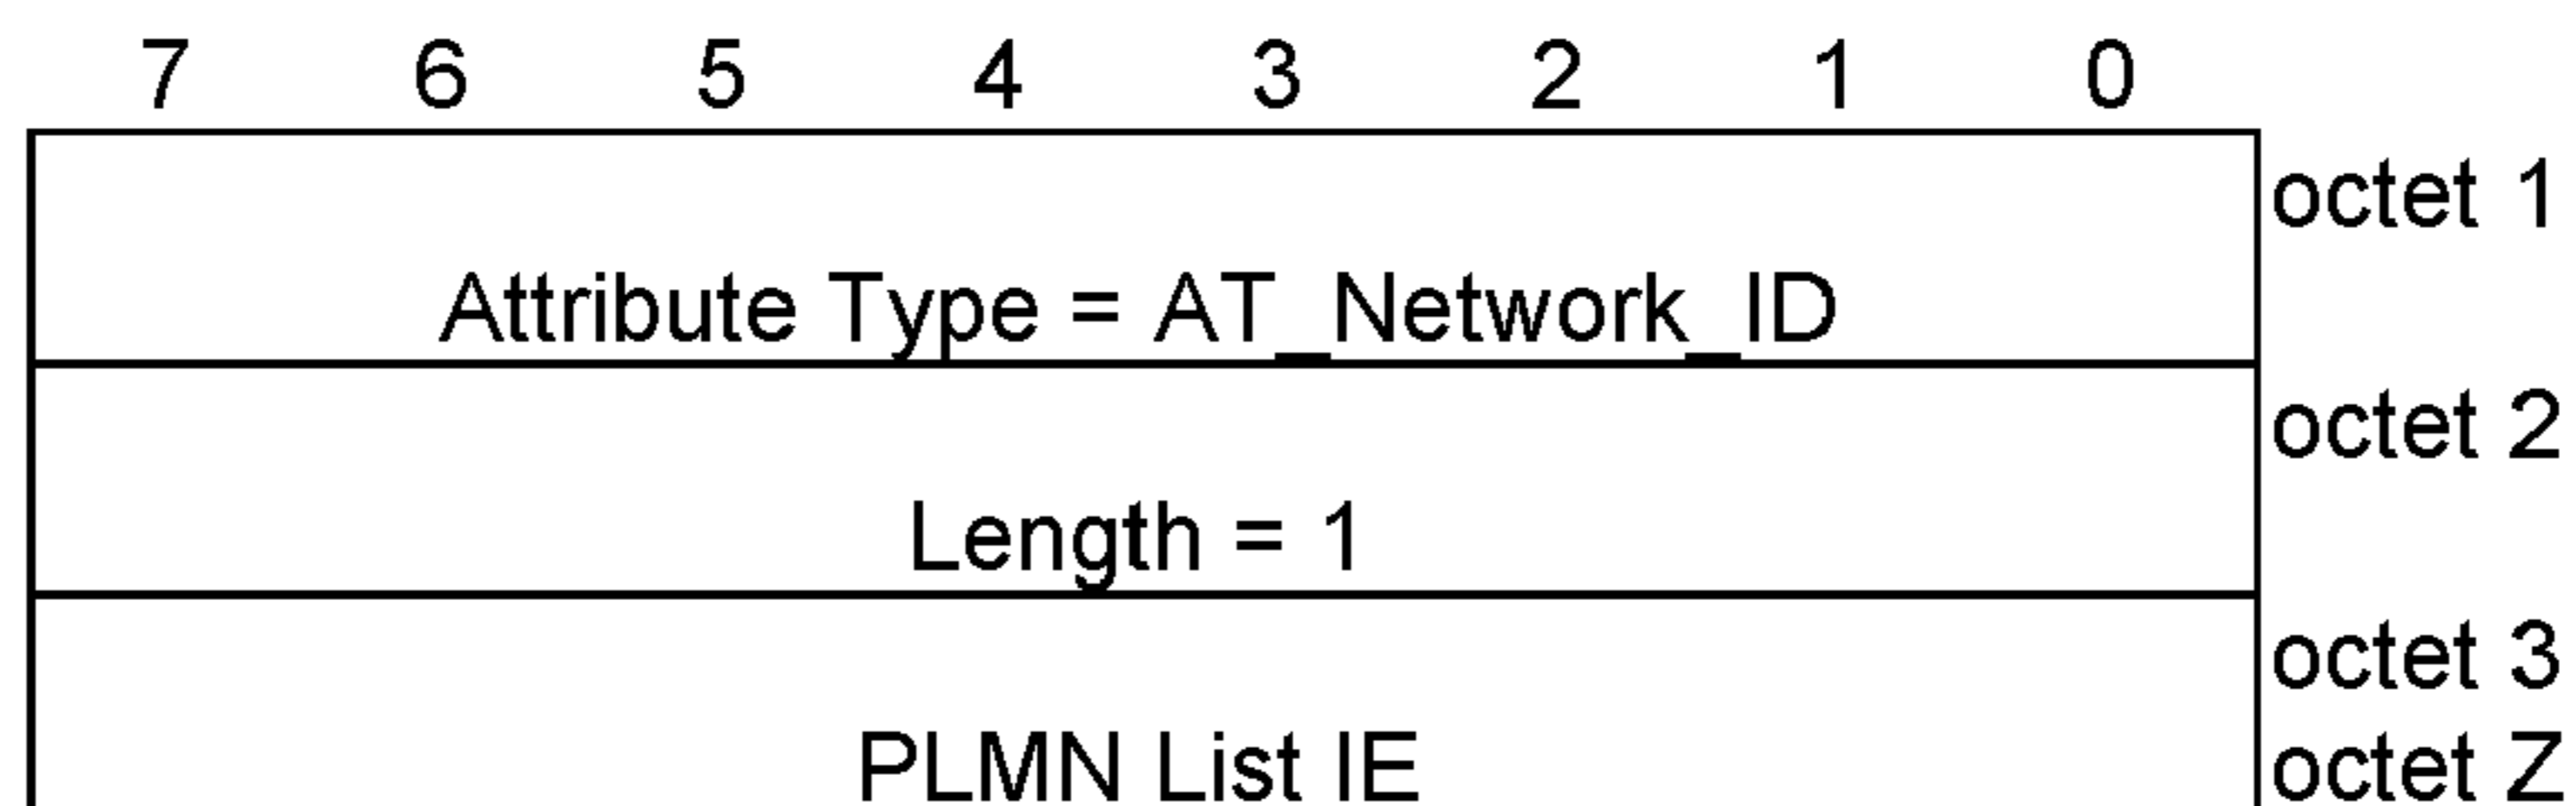 7 6 5 4 3 2 1 0
octet 1
Attribute Type = AT_Network_ID
octet 2
Length = 1
octet 3
PLMN List IE octet Z